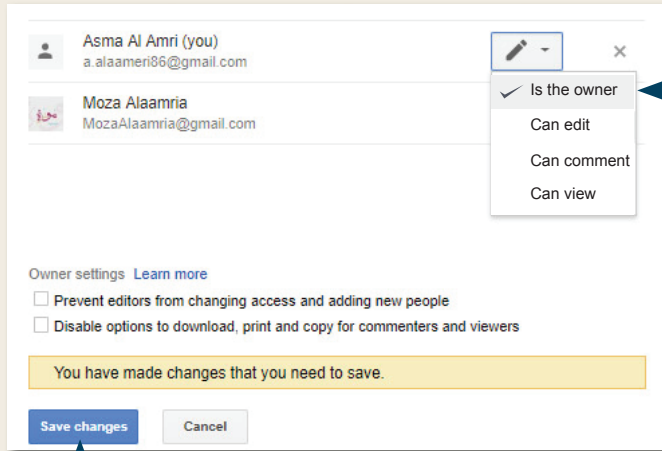 Asma Al Amri (you)
a.alaameri86@gmail.com
Is the owner
Moza Alaamria
MozaAlaamria@gmail.com
Can edit
Can comment
Can view
Owner settings Learn more
Prevent editors from changing access and adding new people
Disable options to download, print and copy for commenters and viewers
You have made changes that you need to save.
Save changes
Cancel